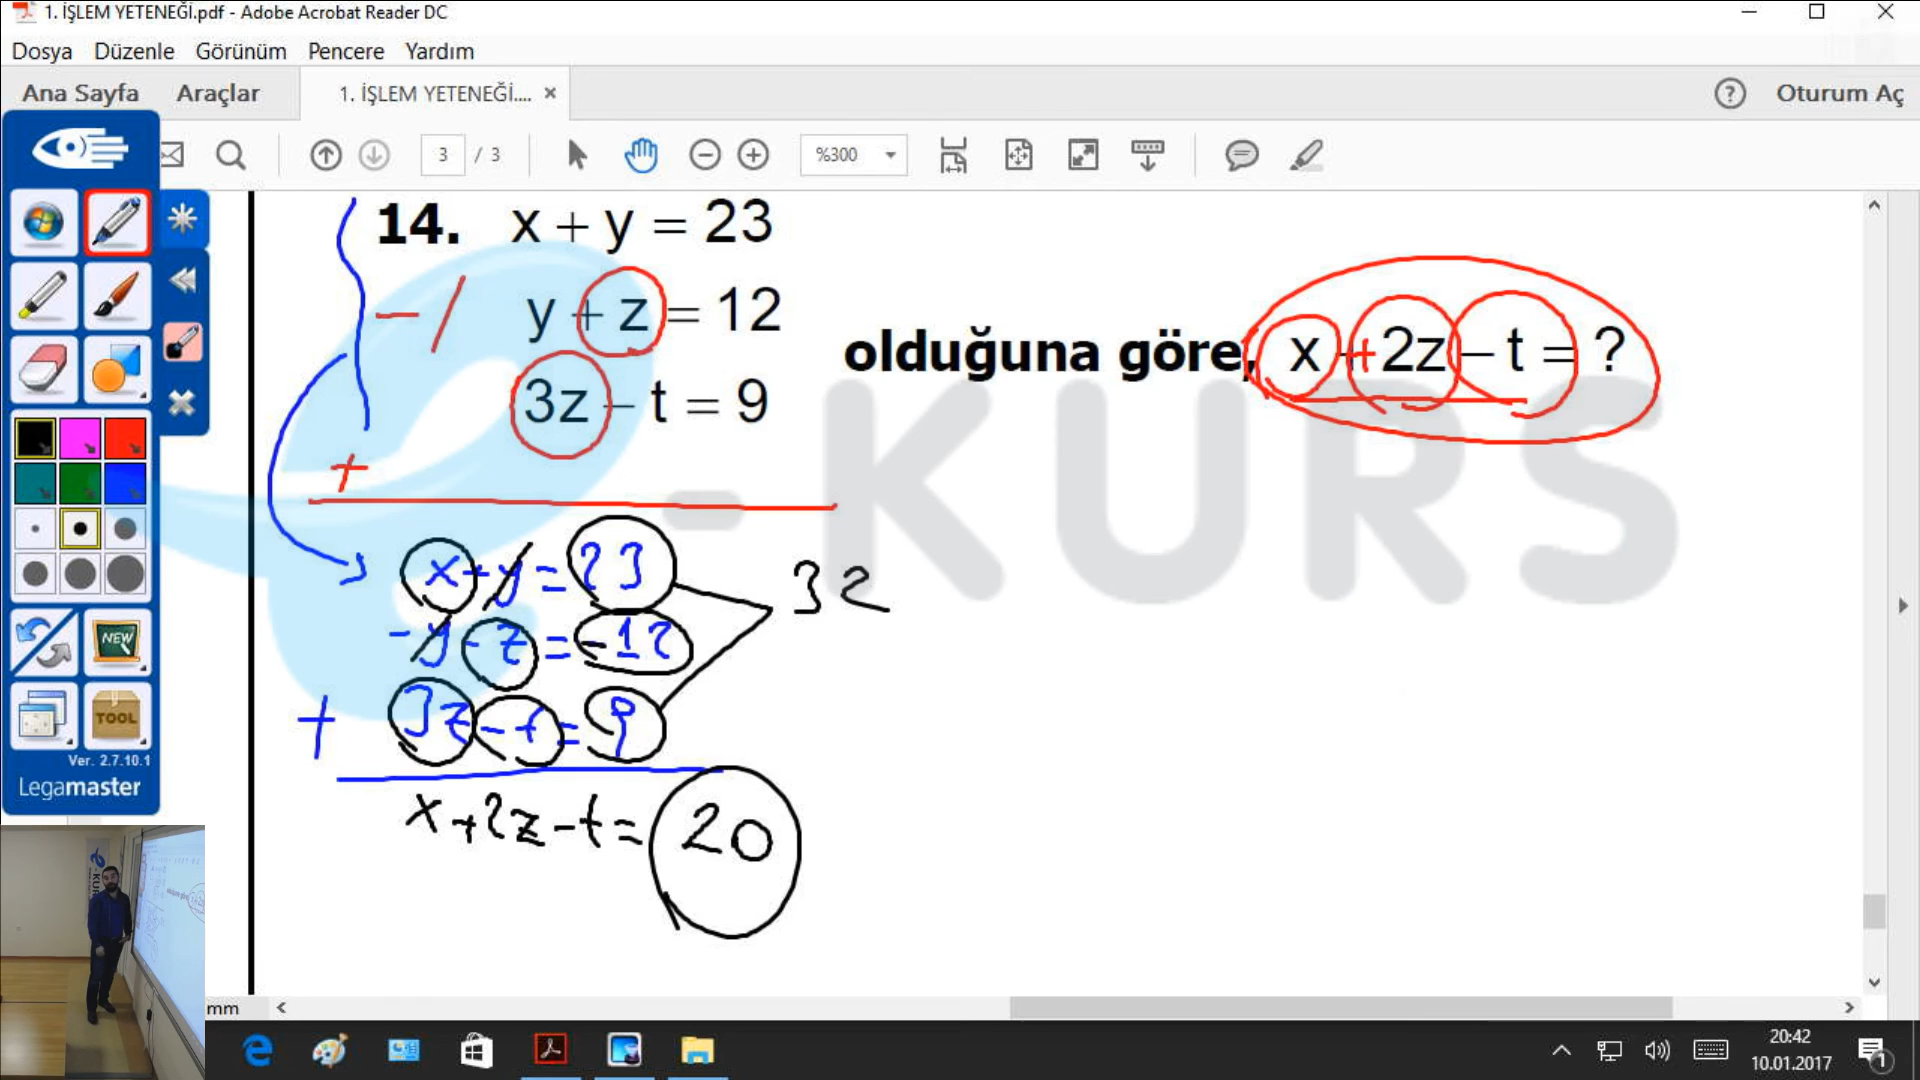 1. İŞLEM YETENEĞİ.pdf - Adobe Acrobat Reader DC
Dosya Düzenle Görünüm Pencere Yardım
Ana Sayfa Araçlar 1. İŞLEM YETENEĞİ.... × ? Oturum Aç
3 / 3 %300
14. x + y = 23
-/ y + z = 12
3z - t = 9
+
olduğuna göre, x + 2z - t = ?
e-KURS
x+y=23
-y-z=-12
+ 3z-t=9
32
x+2z-t=20
NEW
TOOL
Ver. 2.7.10.1
Legamaster
mm
20:42
10.01.2017
1